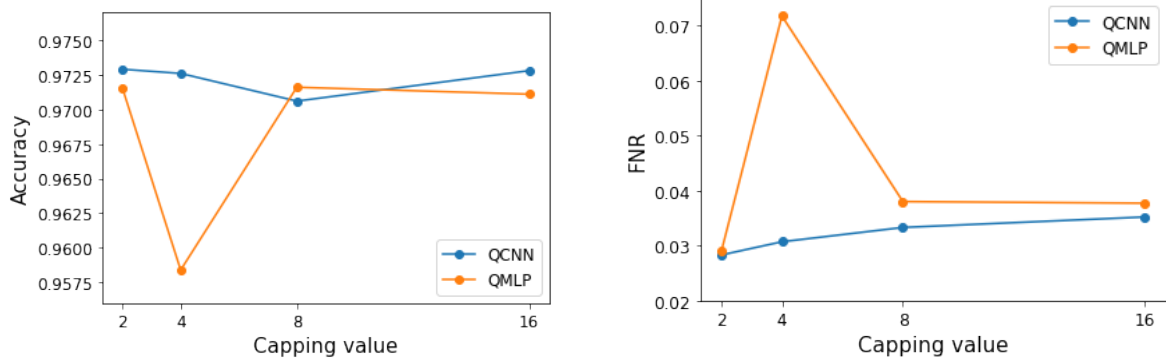 0.9750
0.9725
0.9700
0.9675
0.9650
0.9625
0.9600
0.9575
Accuracy
2 4 8 16
Capping value
QCNN
QMLP
0.07
0.06
0.05
0.04
0.03
0.02
FNR
2 4 8 16
Capping value
QCNN
QMLP